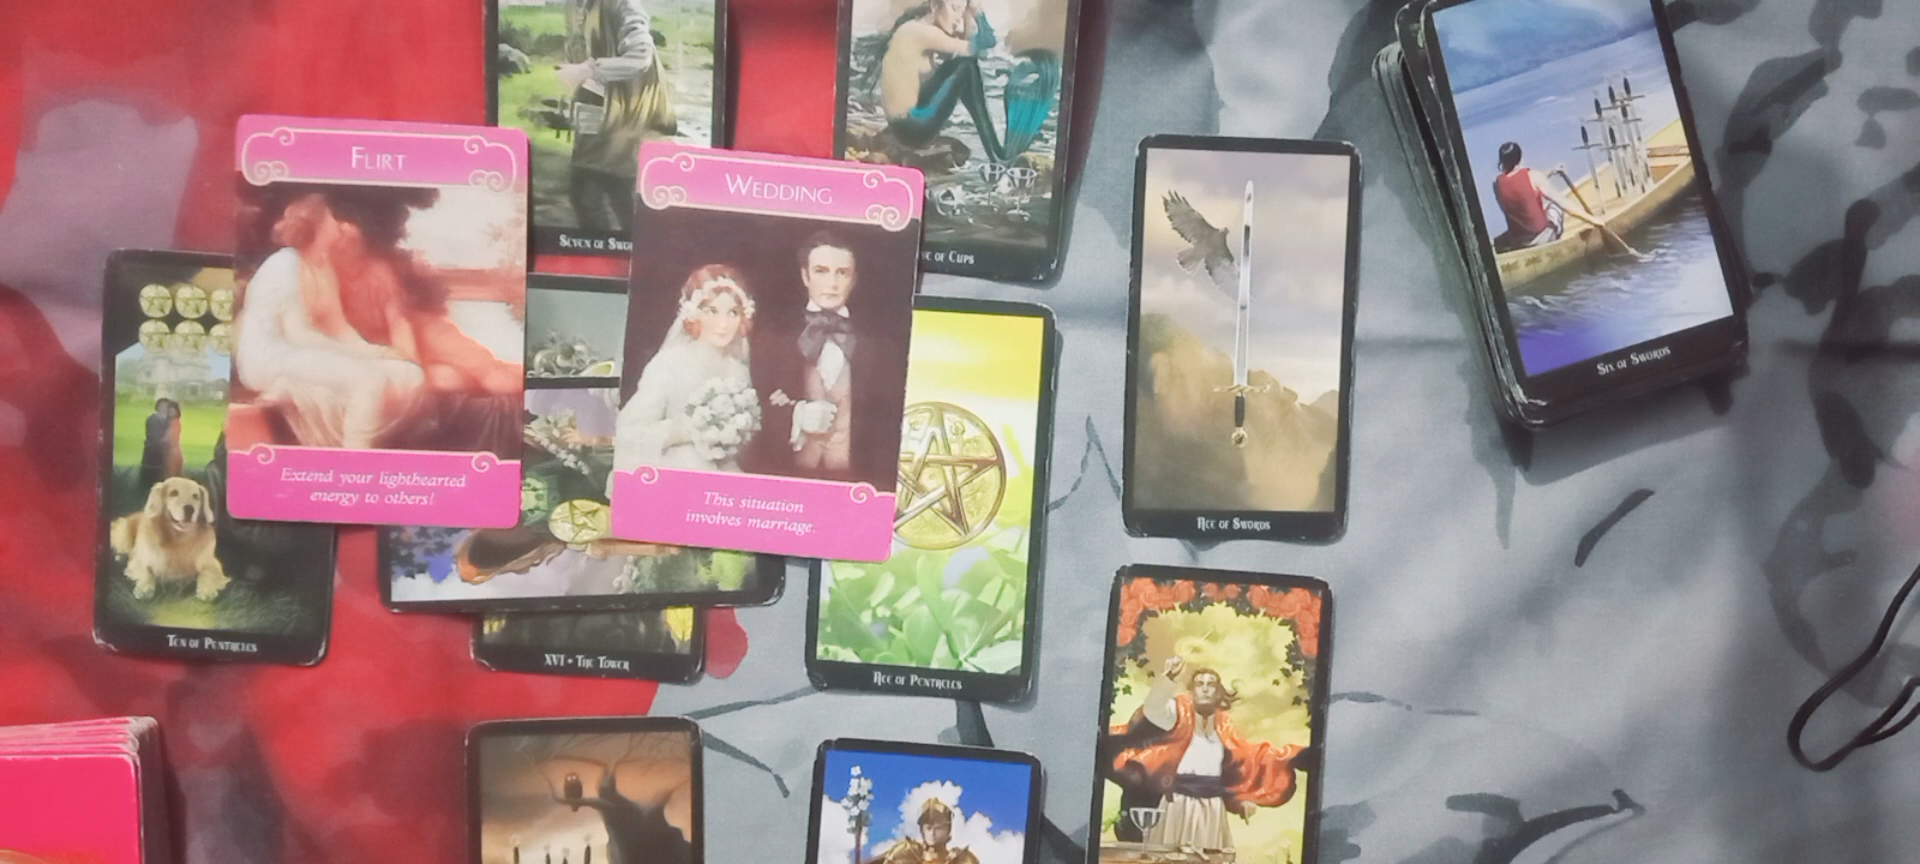 FLIRT
Extend your lighthearted
energy to others!
WEDDING
This situation
involves marriage.
SEVEN OF
OF CUPS
TEN OF PENTACLES
XVI • THE TOWER
ACE OF PENTACLES
ACE OF SWORDS
SIX OF SWORDS